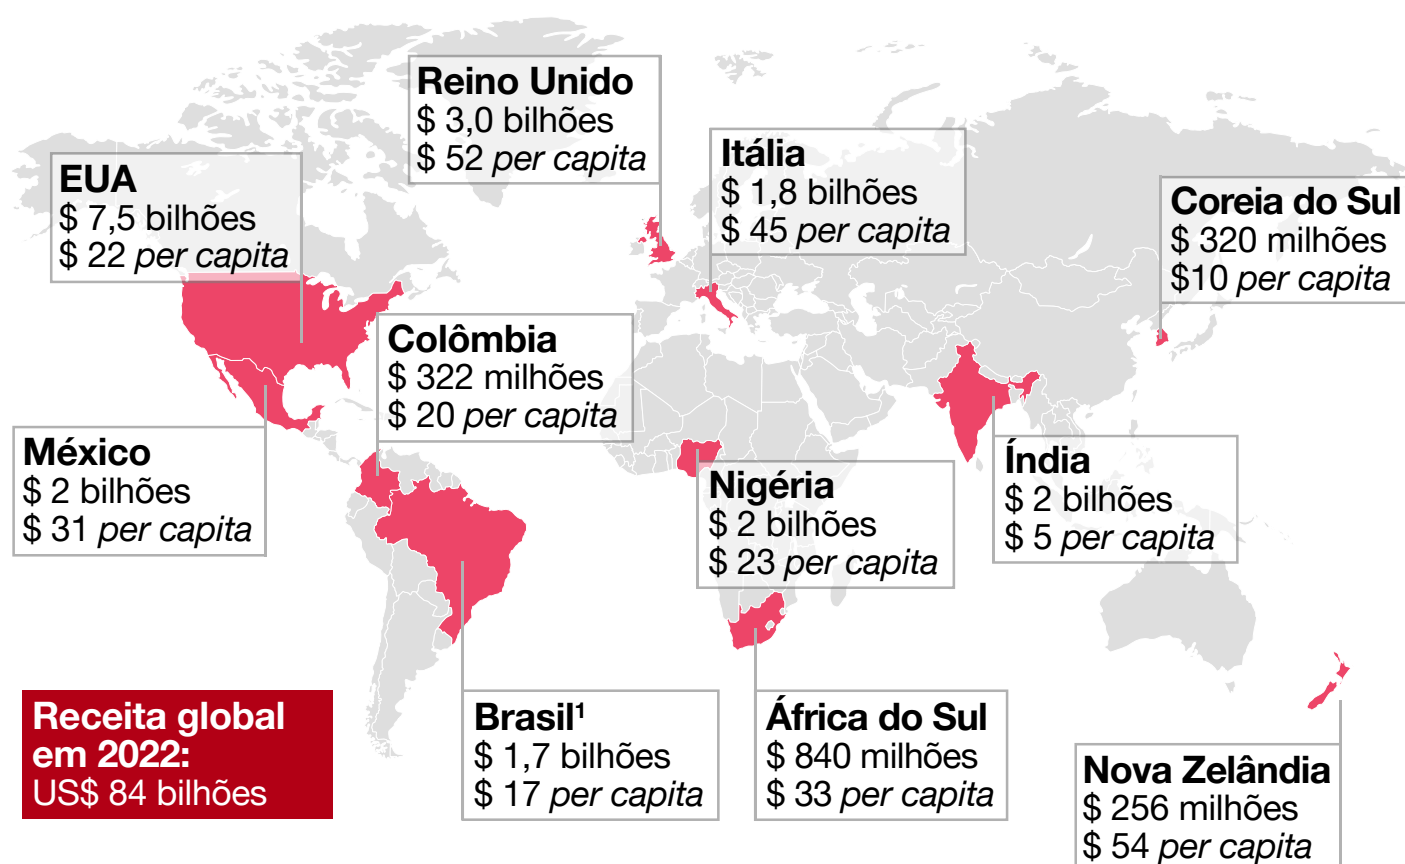 Reino Unido
$ 3,0 bilhões
$ 52 per capita
EUA
$ 7,5 bilhões
$ 22 per capita
Itália
$ 1,8 bilhões
$ 45 per capita
Coreia do Sul
$ 320 milhões
$10 per capita
Colômbia
$ 322 milhões
$ 20 per capita
México
$ 2 bilhões
$ 31 per capita
Nigéria
$ 2 bilhões
$ 23 per capita
Índia
$ 2 bilhões
$ 5 per capita
Receita global
em 2022:
US$ 84 bilhões
Brasil¹
$ 1,7 bilhões
$ 17 per capita
África do Sul
$ 840 milhões
$ 33 per capita
Nova Zelândia
$ 256 milhões
$ 54 per capita